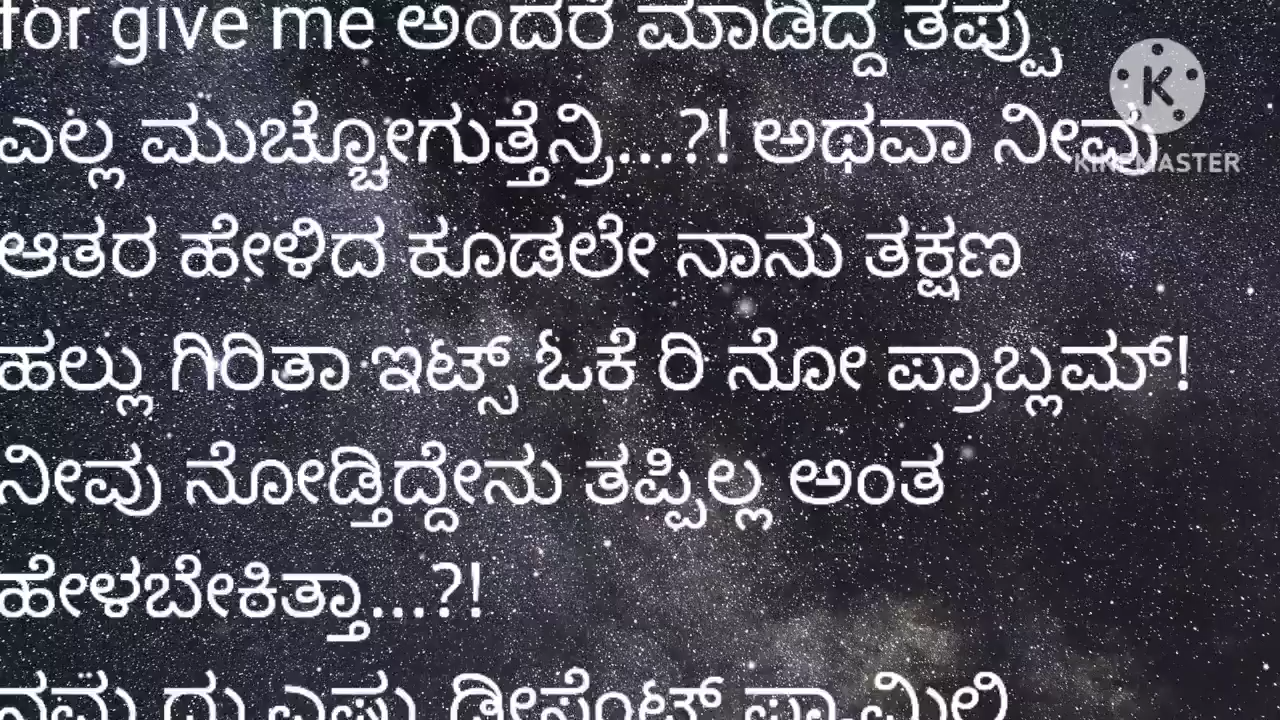 for give me ಅಂದರೆ ಮಾಡಿದ್ದ ತಪ್ಪು
ಎಲ್ಲ ಮುಚ್ಚೋಗುತ್ತೆನ್ರಿ...?! ಅಥವಾ ನೀವು
KINEMASTER
ಆತರ ಹೇಳಿದ ಕೂಡಲೇ ನಾನು ತಕ್ಷಣ
ಹಲ್ಲು ಗಿರಿತಾ ಇಟ್ಸ್ ಓಕೆ ರಿ ನೋ ಪ್ರಾಬ್ಲಮ್!
ನೀವು ನೋಡ್ತಿದ್ದೇನು ತಪ್ಪಿಲ್ಲ ಅಂತ
ಹೇಳಬೇಕಿತ್ತಾ...?!